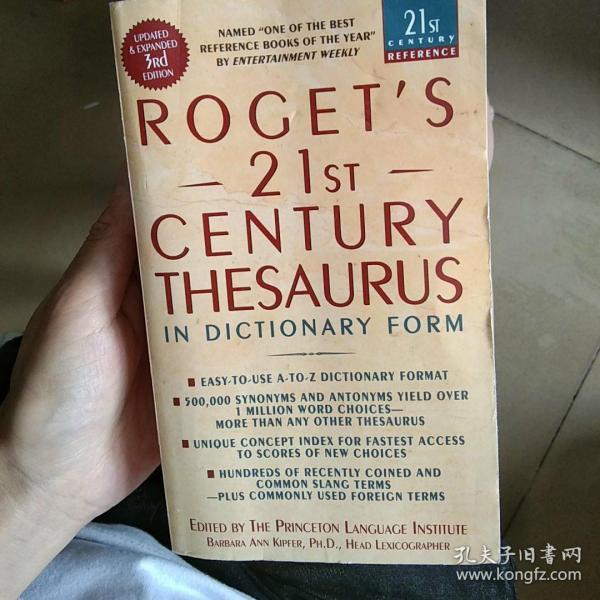 UPDATED
& EXPANDED
3RD
EDITION
NAMED "ONE OF THE BEST
REFERENCE BOOKS OF THE YEAR"
BY ENTERTAINMENT WEEKLY
21ST
CENTURY
REFERENCE
ROGET'S
— 21ST —
CENTURY
THESAURUS
IN DICTIONARY FORM
■ EASY-TO-USE A-TO-Z DICTIONARY FORMAT
■ 500,000 SYNONYMS AND ANTONYMS YIELD OVER
1 MILLION WORD CHOICES—
MORE THAN ANY OTHER THESAURUS
■ UNIQUE CONCEPT INDEX FOR FASTEST ACCESS
TO SCORES OF NEW CHOICES
■ HUNDREDS OF RECENTLY COINED AND
COMMON SLANG TERMS
—PLUS COMMONLY USED FOREIGN TERMS
EDITED BY THE PRINCETON LANGUAGE INSTITUTE
BARBARA ANN KIPFER, PH.D., HEAD LEXICOGRAPHER
孔夫子旧书网
www.kongfz.com